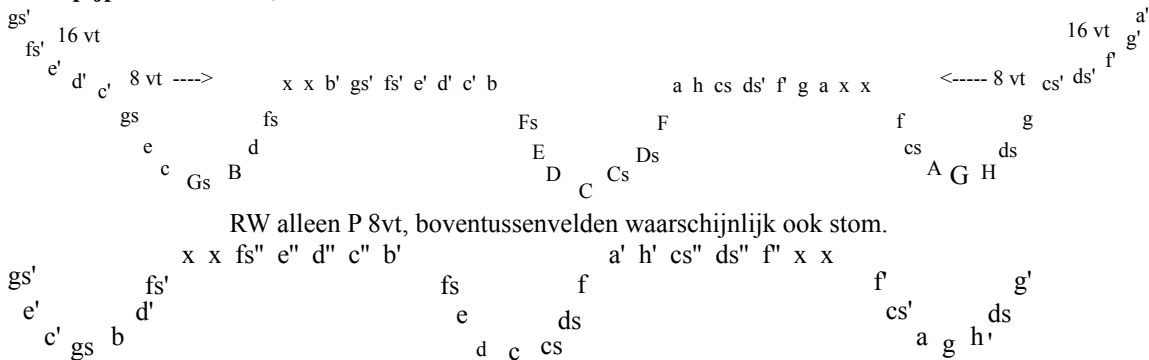 gs' a'
16 vt 16 vt g'
fs' f'
e' d' c' 8 vt ----> x x b' gs' fs' e' d' c' b a h cs ds' f' g a x x <----- 8 vt cs' ds'
gs fs Fs F f g
e d E Ds cs ds
c Gs B D C Cs A G H
RW alleen P 8vt, boventussenvelden waarschijnlijk ook stom.
x x fs" e" d" c" b' a' h' cs" ds" f" x x
gs' fs' fs f f' g'
e' d' e ds cs' ds
c' gs b d c cs a g h'